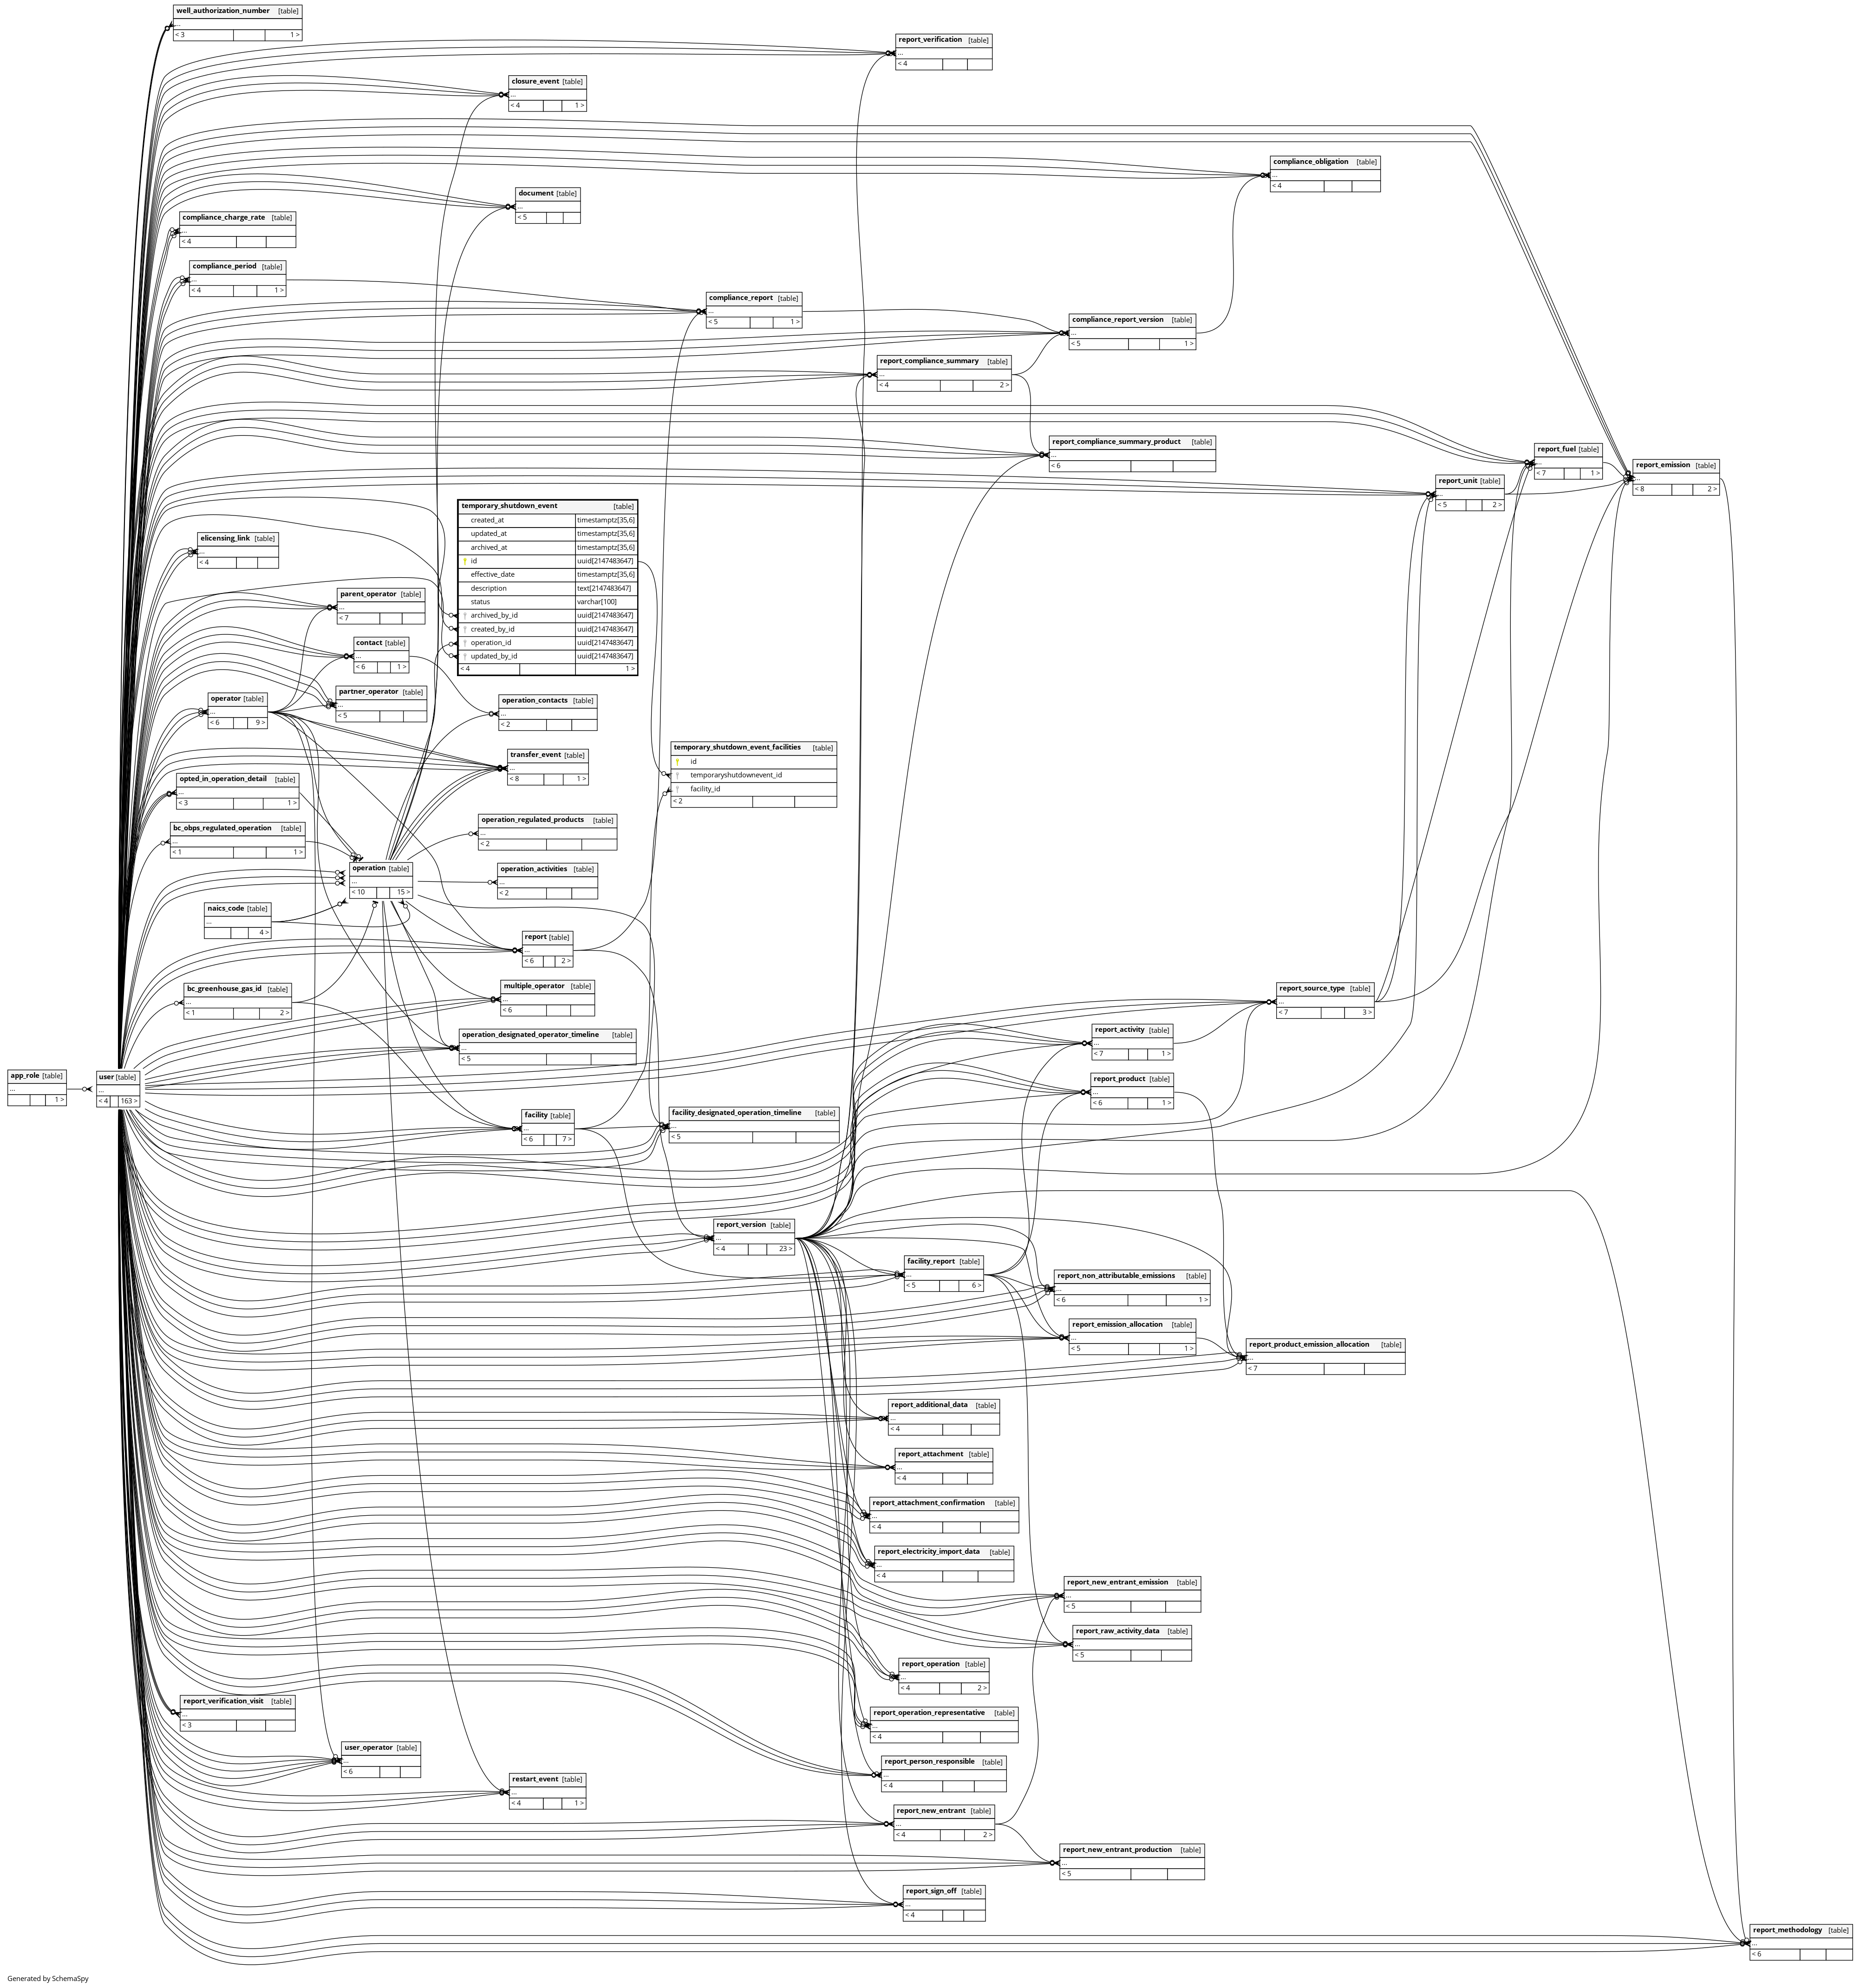 well_authorization_number [table]
...
< 3 1 >
report_verification [table]
...
< 4
closure_event [table]
...
< 4 1 >
compliance_obligation [table]
...
< 4
document [table]
...
< 5
compliance_charge_rate [table]
...
< 4
compliance_period [table]
...
< 4 1 >
compliance_report [table]
...
< 5 1 >
compliance_report_version [table]
...
< 5 1 >
report_compliance_summary [table]
...
< 4 2 >
report_compliance_summary_product [table]
...
< 6
report_fuel [table]
...
< 7 1 >
report_emission [table]
...
< 8 2 >
report_unit [table]
...
< 5 2 >
temporary_shutdown_event [table]
created_at timestamptz[35,6]
updated_at timestamptz[35,6]
archived_at timestamptz[35,6]
id uuid[2147483647]
effective_date timestamptz[35,6]
description text[2147483647]
status varchar[100]
archived_by_id uuid[2147483647]
created_by_id uuid[2147483647]
operation_id uuid[2147483647]
updated_by_id uuid[2147483647]
< 4 1 >
elicensing_link [table]
...
< 4
parent_operator [table]
...
< 7
contact [table]
...
< 6 1 >
partner_operator [table]
...
< 5
operator [table]
...
< 6 9 >
operation_contacts [table]
...
< 2
temporary_shutdown_event_facilities [table]
id
temporaryshutdownevent_id
facility_id
< 2
transfer_event [table]
...
< 8 1 >
opted_in_operation_detail [table]
...
< 3 1 >
bc_obps_regulated_operation [table]
...
< 1 1 >
operation_regulated_products [table]
...
< 2
operation [table]
...
< 10 15 >
operation_activities [table]
...
< 2
naics_code [table]
...
4 >
report [table]
...
< 6 2 >
bc_greenhouse_gas_id [table]
...
< 1 2 >
multiple_operator [table]
...
< 6
report_source_type [table]
...
< 7 3 >
operation_designated_operator_timeline [table]
...
< 5
report_activity [table]
...
< 7 1 >
app_role [table]
...
1 >
user [table]
...
< 4 163 >
report_product [table]
...
< 6 1 >
facility [table]
...
< 6 7 >
facility_designated_operation_timeline [table]
...
< 5
report_version [table]
...
< 4 23 >
facility_report [table]
...
< 5 6 >
report_non_attributable_emissions [table]
...
< 6 1 >
report_emission_allocation [table]
...
< 5 1 >
report_product_emission_allocation [table]
...
< 7
report_additional_data [table]
...
< 4
report_attachment [table]
...
< 4
report_attachment_confirmation [table]
...
< 4
report_electricity_import_data [table]
...
< 4
report_new_entrant_emission [table]
...
< 5
report_raw_activity_data [table]
...
< 5
report_operation [table]
...
< 4 2 >
report_verification_visit [table]
...
< 3
report_operation_representative [table]
...
< 4
user_operator [table]
...
< 6
report_person_responsible [table]
...
< 4
restart_event [table]
...
< 4 1 >
report_new_entrant [table]
...
< 4 2 >
report_new_entrant_production [table]
...
< 5
report_sign_off [table]
...
< 4
report_methodology [table]
...
< 6
Generated by SchemaSpy